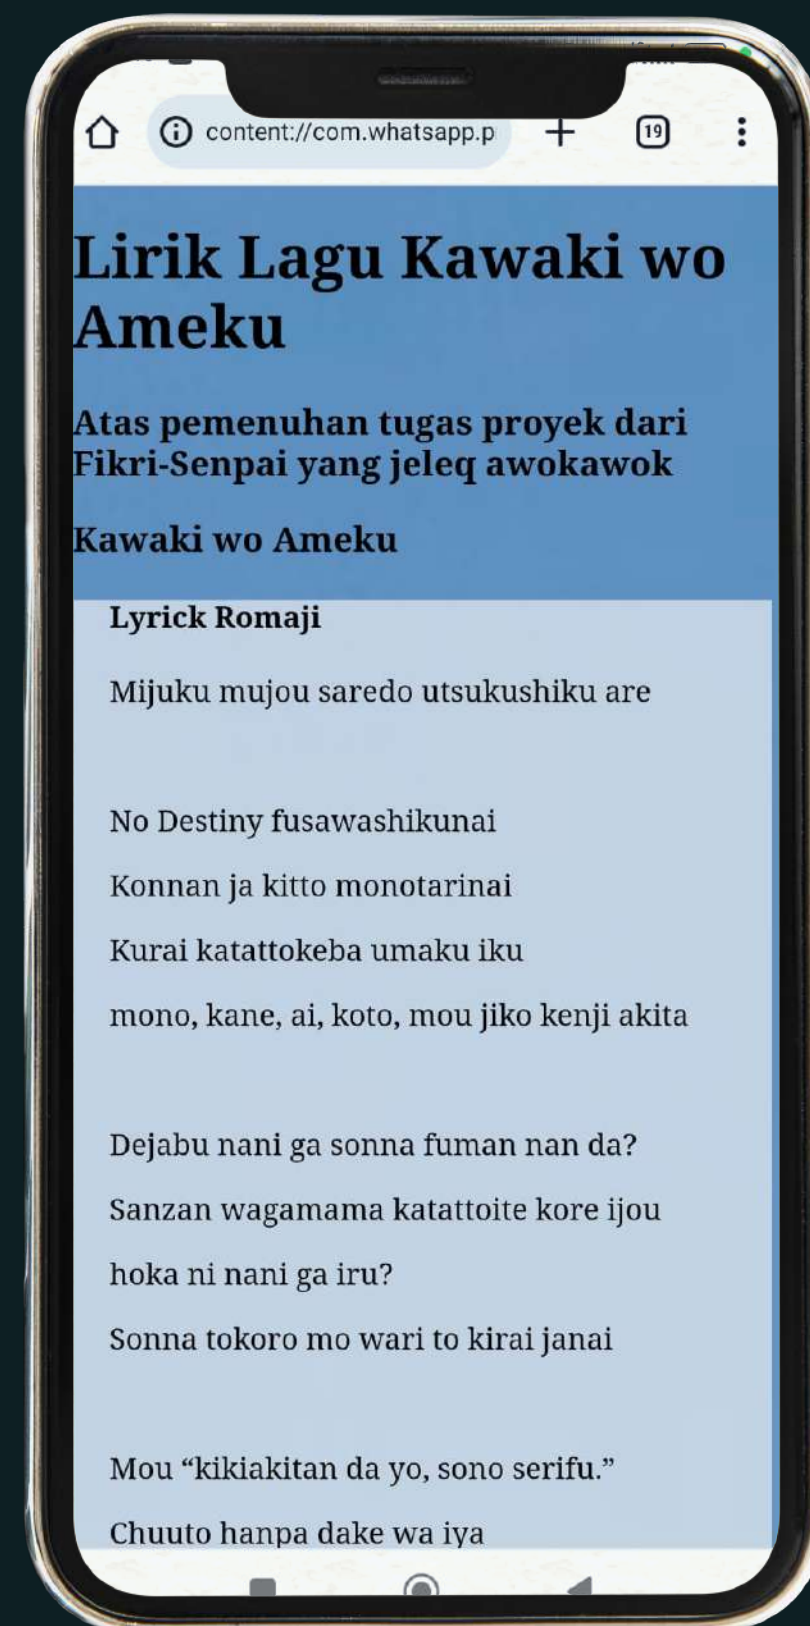 content://com.whatsapp.p
19
Lirik Lagu Kawaki wo
Ameku
Atas pemenuhan tugas proyek dari
Fikri-Senpai yang jeleq awokawok
Kawaki wo Ameku
Lyrick Romaji
Mijuku mujou saredo utsukushiku are
No Destiny fusawashikunai
Konnan ja kitto monotarinai
Kurai katattokeba umaku iku
mono, kane, ai, koto, mou jiko kenji akita
Dejabu nani ga sonna fuman nan da?
Sanzan wagamama katattoite kore ijou
hoka ni nani ga iru?
Sonna tokoro mo wari to kirai janai
Mou “kikiakitan da yo, sono serifu.”
Chuuto hanpa dake wa iya